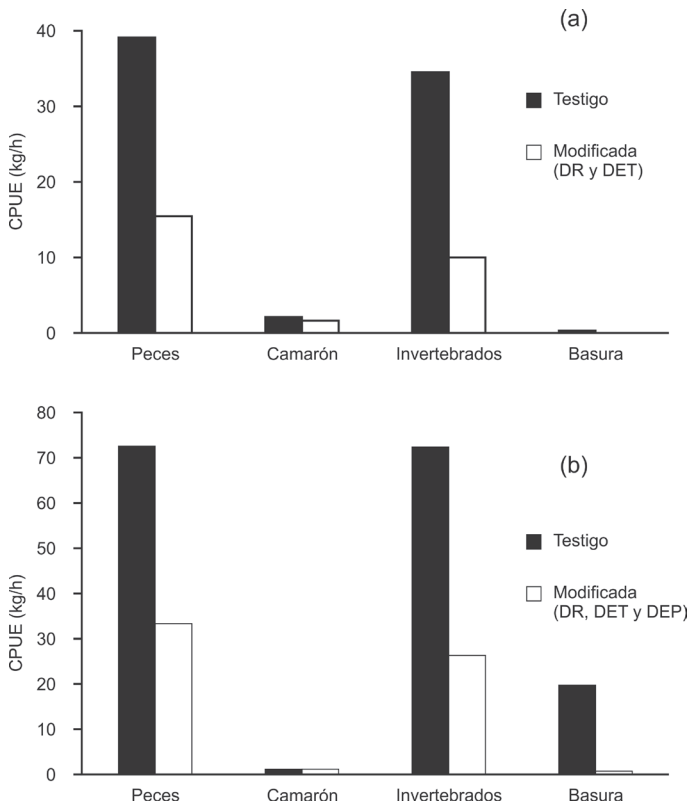 (a)
40
30
20
10
0
CPUE (kg/h)
Testigo
Modificada
(DR y DET)
Peces Camarón Invertebrados Basura
(b)
80
70
60
50
40
30
20
10
0
CPUE (kg/h)
Testigo
Modificada
(DR, DET y DEP)
Peces Camarón Invertebrados Basura